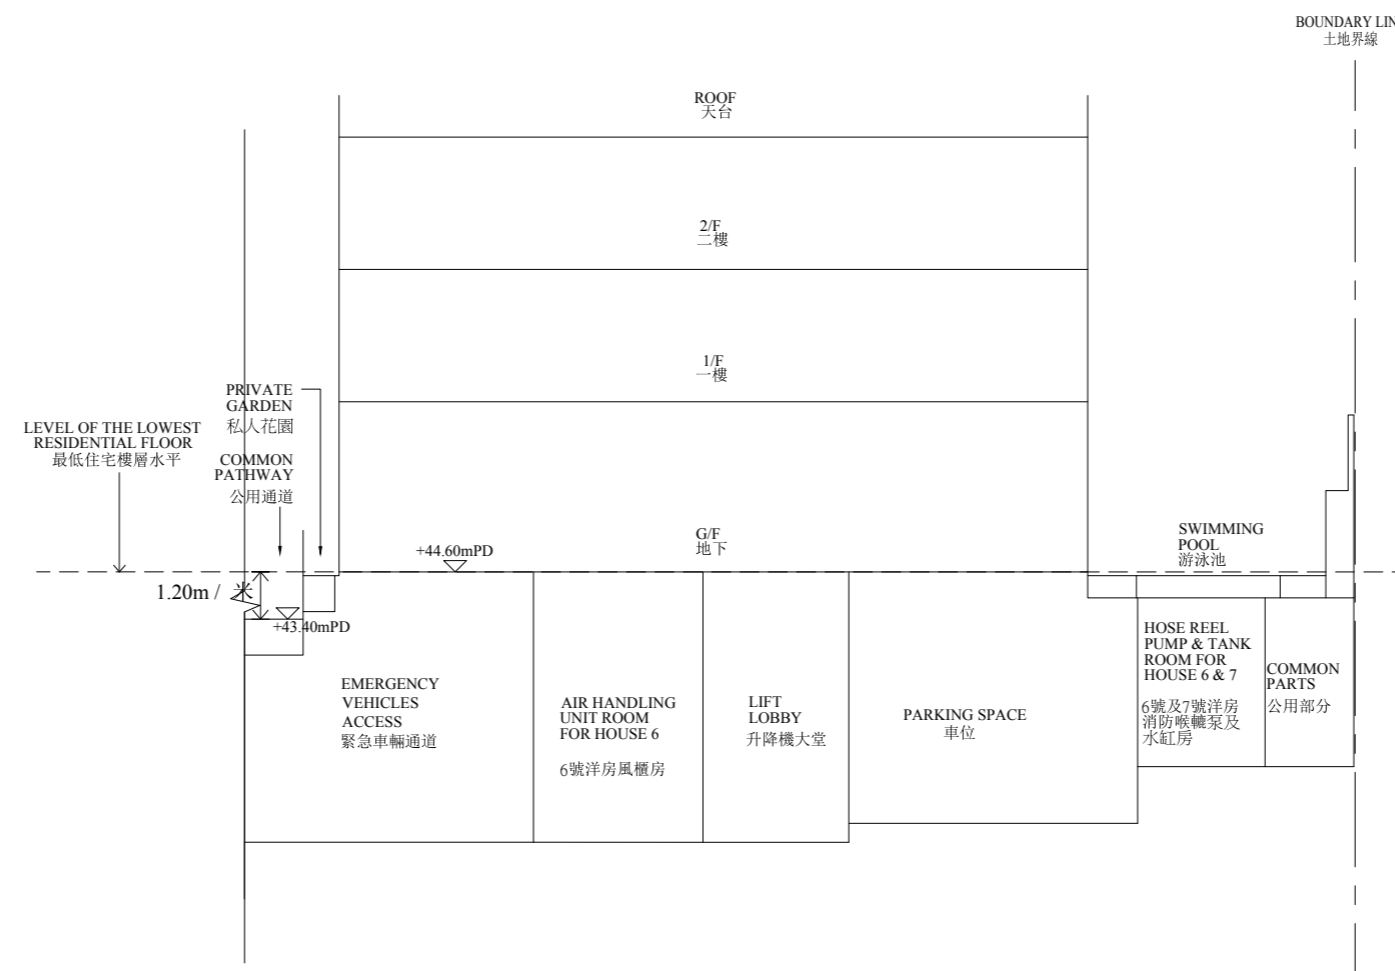 BOUNDARY LIN
土地界線
ROOF
天台
2/F
二樓
1/F
一樓
PRIVATE
GARDEN
私人花園
LEVEL OF THE LOWEST
RESIDENTIAL FLOOR
最低住宅樓層水平
COMMON
PATHWAY
公用通道
G/F
地下
SWIMMING
POOL
游泳池
+44.60mPD
1.20m / 米
+43.40mPD
EMERGENCY
VEHICLES
ACCESS
緊急車輛通道
AIR HANDLING
UNIT ROOM
FOR HOUSE 6
6號洋房風櫃房
LIFT
LOBBY
升降機大堂
PARKING SPACE
車位
HOSE REEL
PUMP & TANK
ROOM FOR
HOUSE 6 & 7
6號及7號洋房
消防喉轆泵及
水缸房
COMMON
PARTS
公用部分